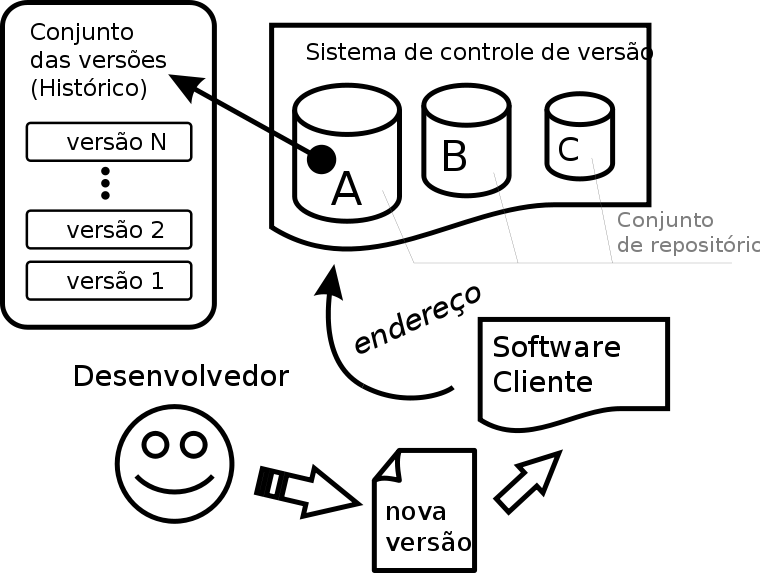 Conjunto
das versões
(Histórico)
versão N
versão 2
versão 1
Sistema de controle de versão
A
B
C
Conjunto
de repositório
endereço
Software
Cliente
Desenvolvedor
nova
versão